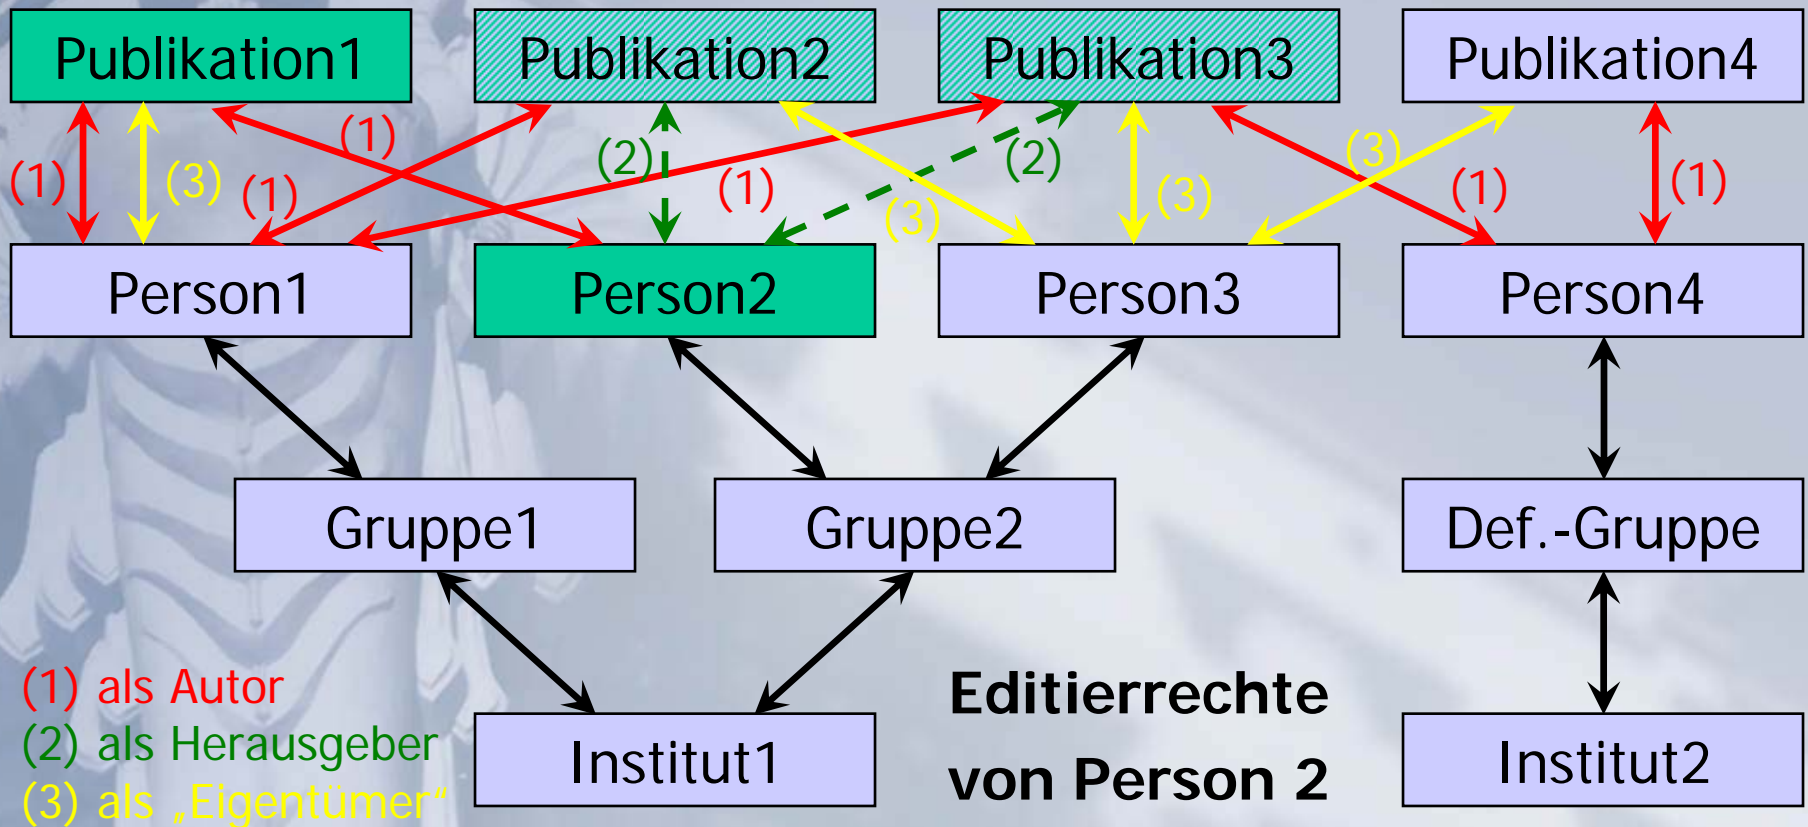 Publikation1 Publikation2 Publikation3 Publikation4
(1) (3) (1) (1) (2) (1) (3) (2) (3) (3) (1) (1)
Person1 Person2 Person3 Person4
Gruppe1 Gruppe2 Def.-Gruppe
(1) als Autor
(2) als Herausgeber
(3) als „Eigentümer“
Institut1
Editierrechte
von Person 2
Institut2